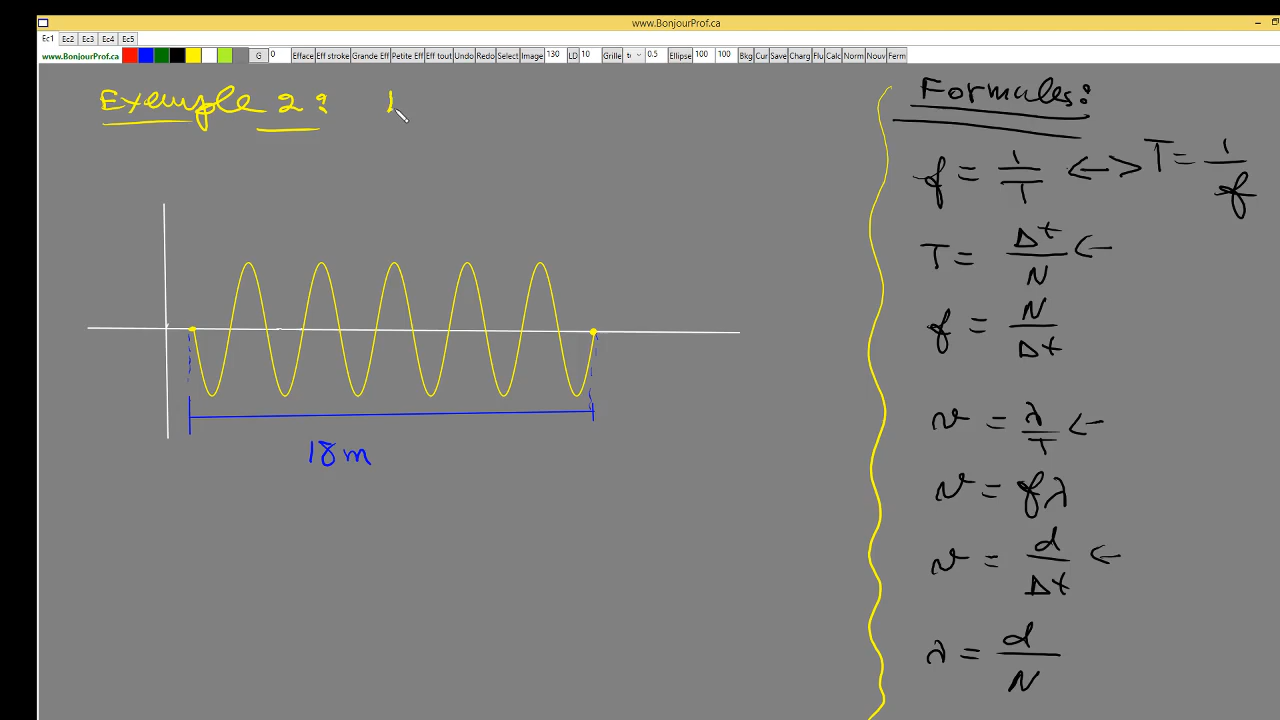 www.BonjourProf.ca
Ec1 Ec2 Ec3 Ec4 Ec5
www.BonjourProf.ca G 0 Efface Eff stroke Grande Eff Petite Eff Eff tout Undo Redo Select Image 130 LD 10 Grille 0.5 Ellipse 100 100 Bkg Cur Save Charg Flu Calc Norm Nouv Ferm
Example 2 :
18 m
Formules:
f = 1/T <-> T = 1/f
T = Δt/N ←
f = N/Δt
v = λ/T ←
v = fλ
v = d/Δt ←
λ = d/N